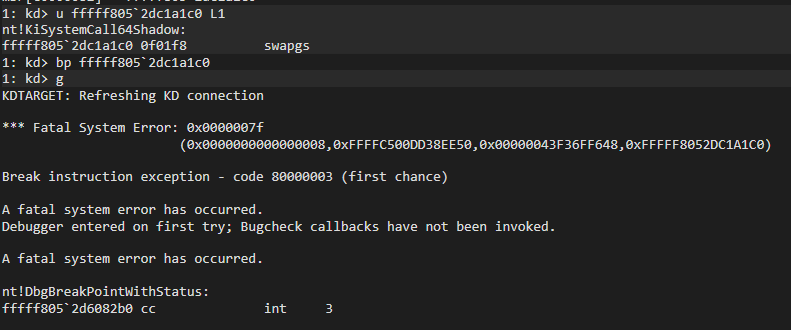 1: kd> u fffff805`2dc1a1c0 L1
nt!KiSystemCall64Shadow:
fffff805`2dc1a1c0 0f01f8 swapgs
1: kd> bp fffff805`2dc1a1c0
1: kd> g
KDTARGET: Refreshing KD connection
*** Fatal System Error: 0x0000007f
(0x0000000000000008,0xFFFFC500DD38EE50,0x00000043F36FF648,0xFFFFF8052DC1A1C0)
Break instruction exception - code 80000003 (first chance)
A fatal system error has occurred.
Debugger entered on first try; Bugcheck callbacks have not been invoked.
A fatal system error has occurred.
nt!DbgBreakPointWithStatus:
fffff805`2d6082b0 cc int 3